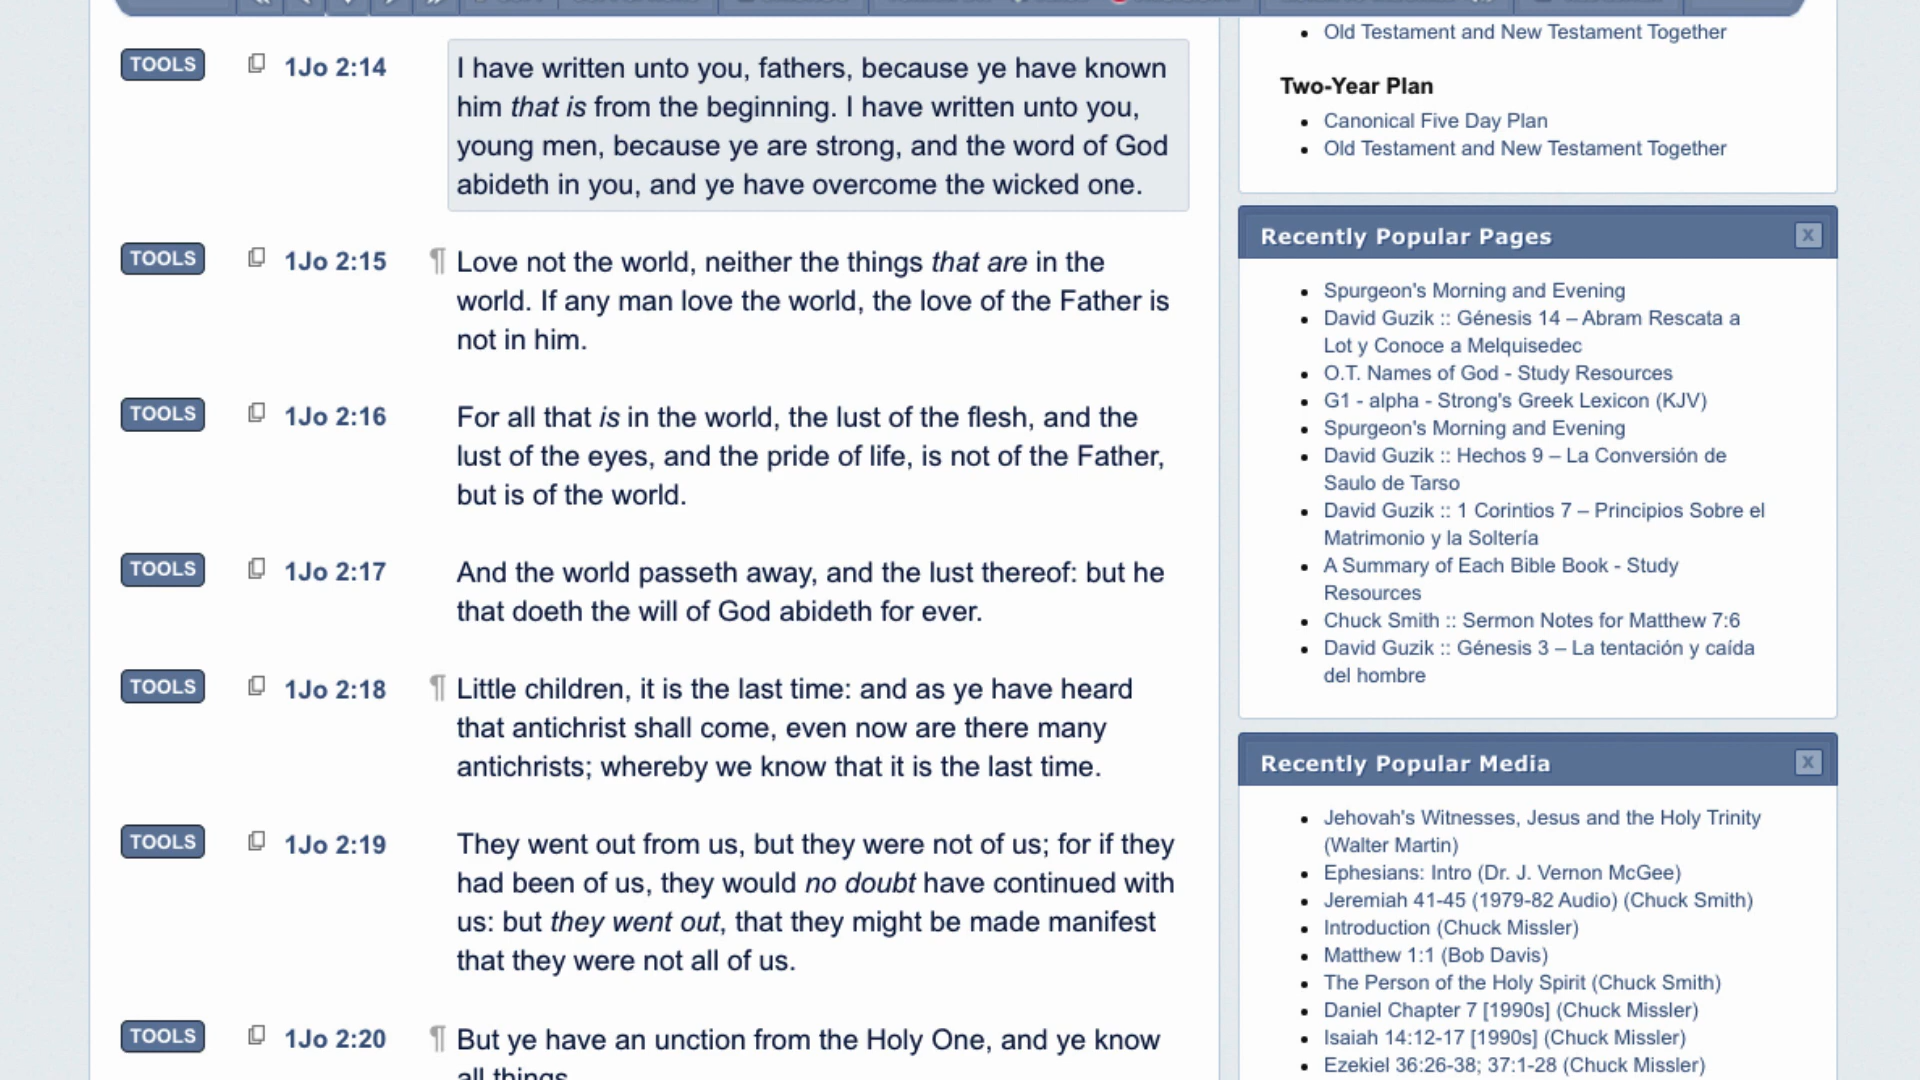 TOOLS 1Jo 2:14 I have written unto you, fathers, because ye have known
him that is from the beginning. I have written unto you,
young men, because ye are strong, and the word of God
abideth in you, and ye have overcome the wicked one.
TOOLS 1Jo 2:15 ¶ Love not the world, neither the things that are in the
world. If any man love the world, the love of the Father is
not in him.
TOOLS 1Jo 2:16 For all that is in the world, the lust of the flesh, and the
lust of the eyes, and the pride of life, is not of the Father,
but is of the world.
TOOLS 1Jo 2:17 And the world passeth away, and the lust thereof: but he
that doeth the will of God abideth for ever.
TOOLS 1Jo 2:18 ¶ Little children, it is the last time: and as ye have heard
that antichrist shall come, even now are there many
antichrists; whereby we know that it is the last time.
TOOLS 1Jo 2:19 They went out from us, but they were not of us; for if they
had been of us, they would no doubt have continued with
us: but they went out, that they might be made manifest
that they were not all of us.
TOOLS 1Jo 2:20 ¶ But ye have an unction from the Holy One, and ye know
all things.
• Old Testament and New Testament Together
Two-Year Plan
• Canonical Five Day Plan
• Old Testament and New Testament Together
Recently Popular Pages X
• Spurgeon's Morning and Evening
• David Guzik :: Génesis 14 – Abram Rescata a
Lot y Conoce a Melquisedec
• O.T. Names of God - Study Resources
• G1 - alpha - Strong's Greek Lexicon (KJV)
• Spurgeon's Morning and Evening
• David Guzik :: Hechos 9 – La Conversión de
Saulo de Tarso
• David Guzik :: 1 Corintios 7 – Principios Sobre el
Matrimonio y la Soltería
• A Summary of Each Bible Book - Study
Resources
• Chuck Smith :: Sermon Notes for Matthew 7:6
• David Guzik :: Génesis 3 – La tentación y caída
del hombre
Recently Popular Media X
• Jehovah's Witnesses, Jesus and the Holy Trinity
(Walter Martin)
• Ephesians: Intro (Dr. J. Vernon McGee)
• Jeremiah 41-45 (1979-82 Audio) (Chuck Smith)
• Introduction (Chuck Missler)
• Matthew 1:1 (Bob Davis)
• The Person of the Holy Spirit (Chuck Smith)
• Daniel Chapter 7 [1990s] (Chuck Missler)
• Isaiah 14:12-17 [1990s] (Chuck Missler)
• Ezekiel 36:26-38; 37:1-28 (Chuck Missler)